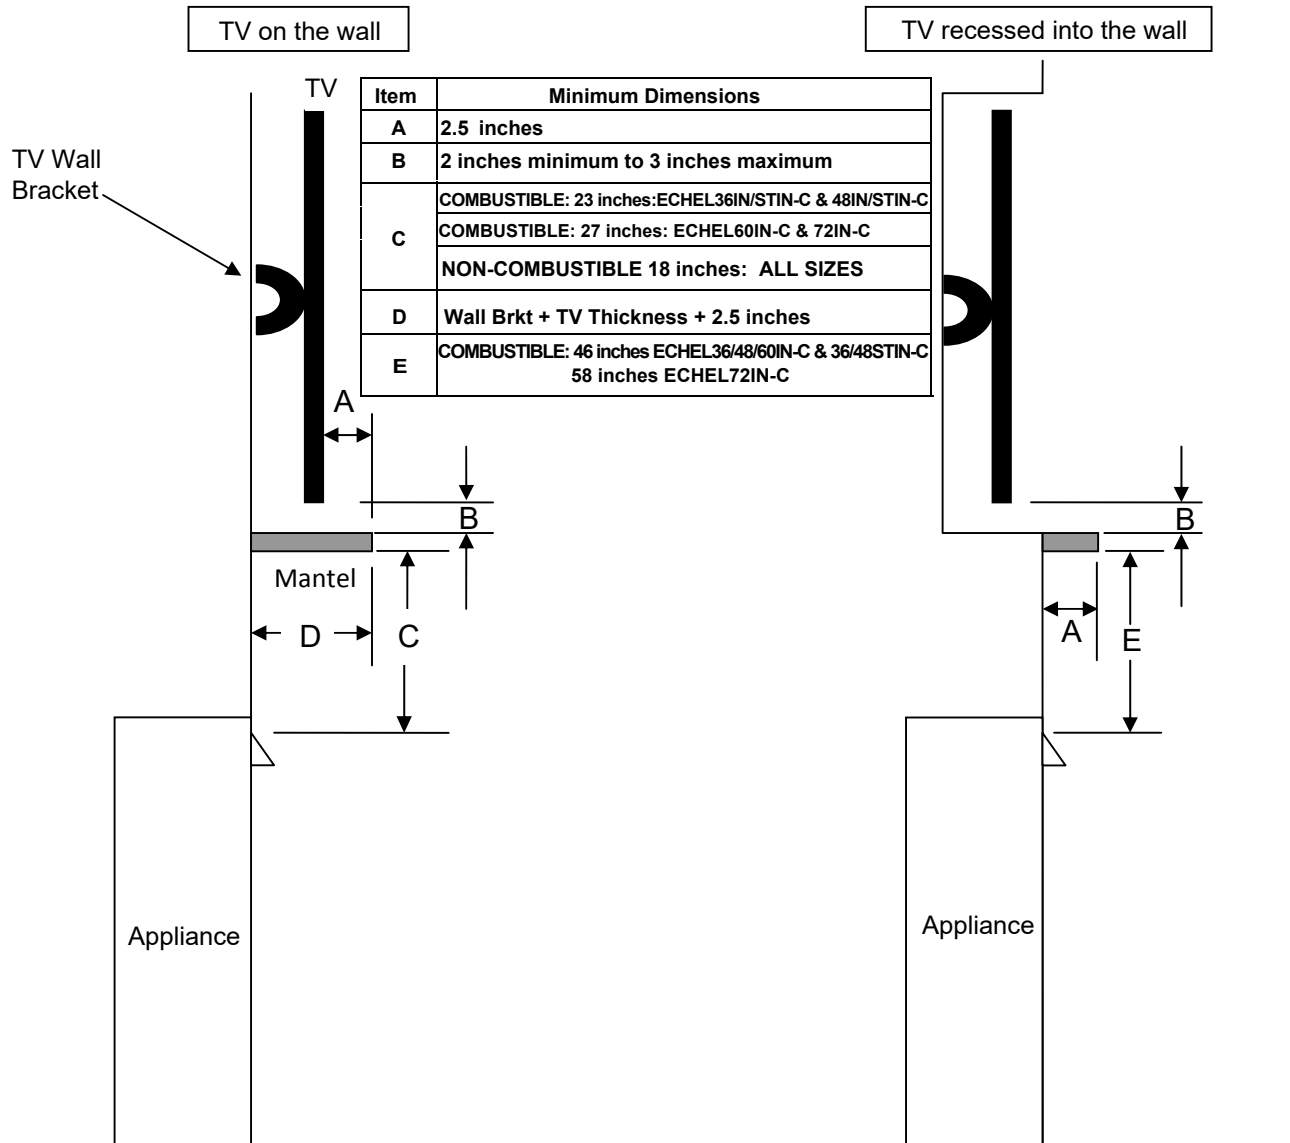 TV on the wall
TV recessed into the wall
TV
TV Wall
Bracket
Item Minimum Dimensions
A 2.5 inches
B 2 inches minimum to 3 inches maximum
C
COMBUSTIBLE: 23 inches:ECHEL36IN/STIN-C & 48IN/STIN-C
COMBUSTIBLE: 27 inches: ECHEL60IN-C & 72IN-C
NON-COMBUSTIBLE 18 inches: ALL SIZES
D Wall Brkt + TV Thickness + 2.5 inches
E
COMBUSTIBLE: 46 inches ECHEL36/48/60IN-C & 36/48STIN-C
58 inches ECHEL72IN-C
A
B
B
Mantel
D
C
A
E
Appliance
Appliance